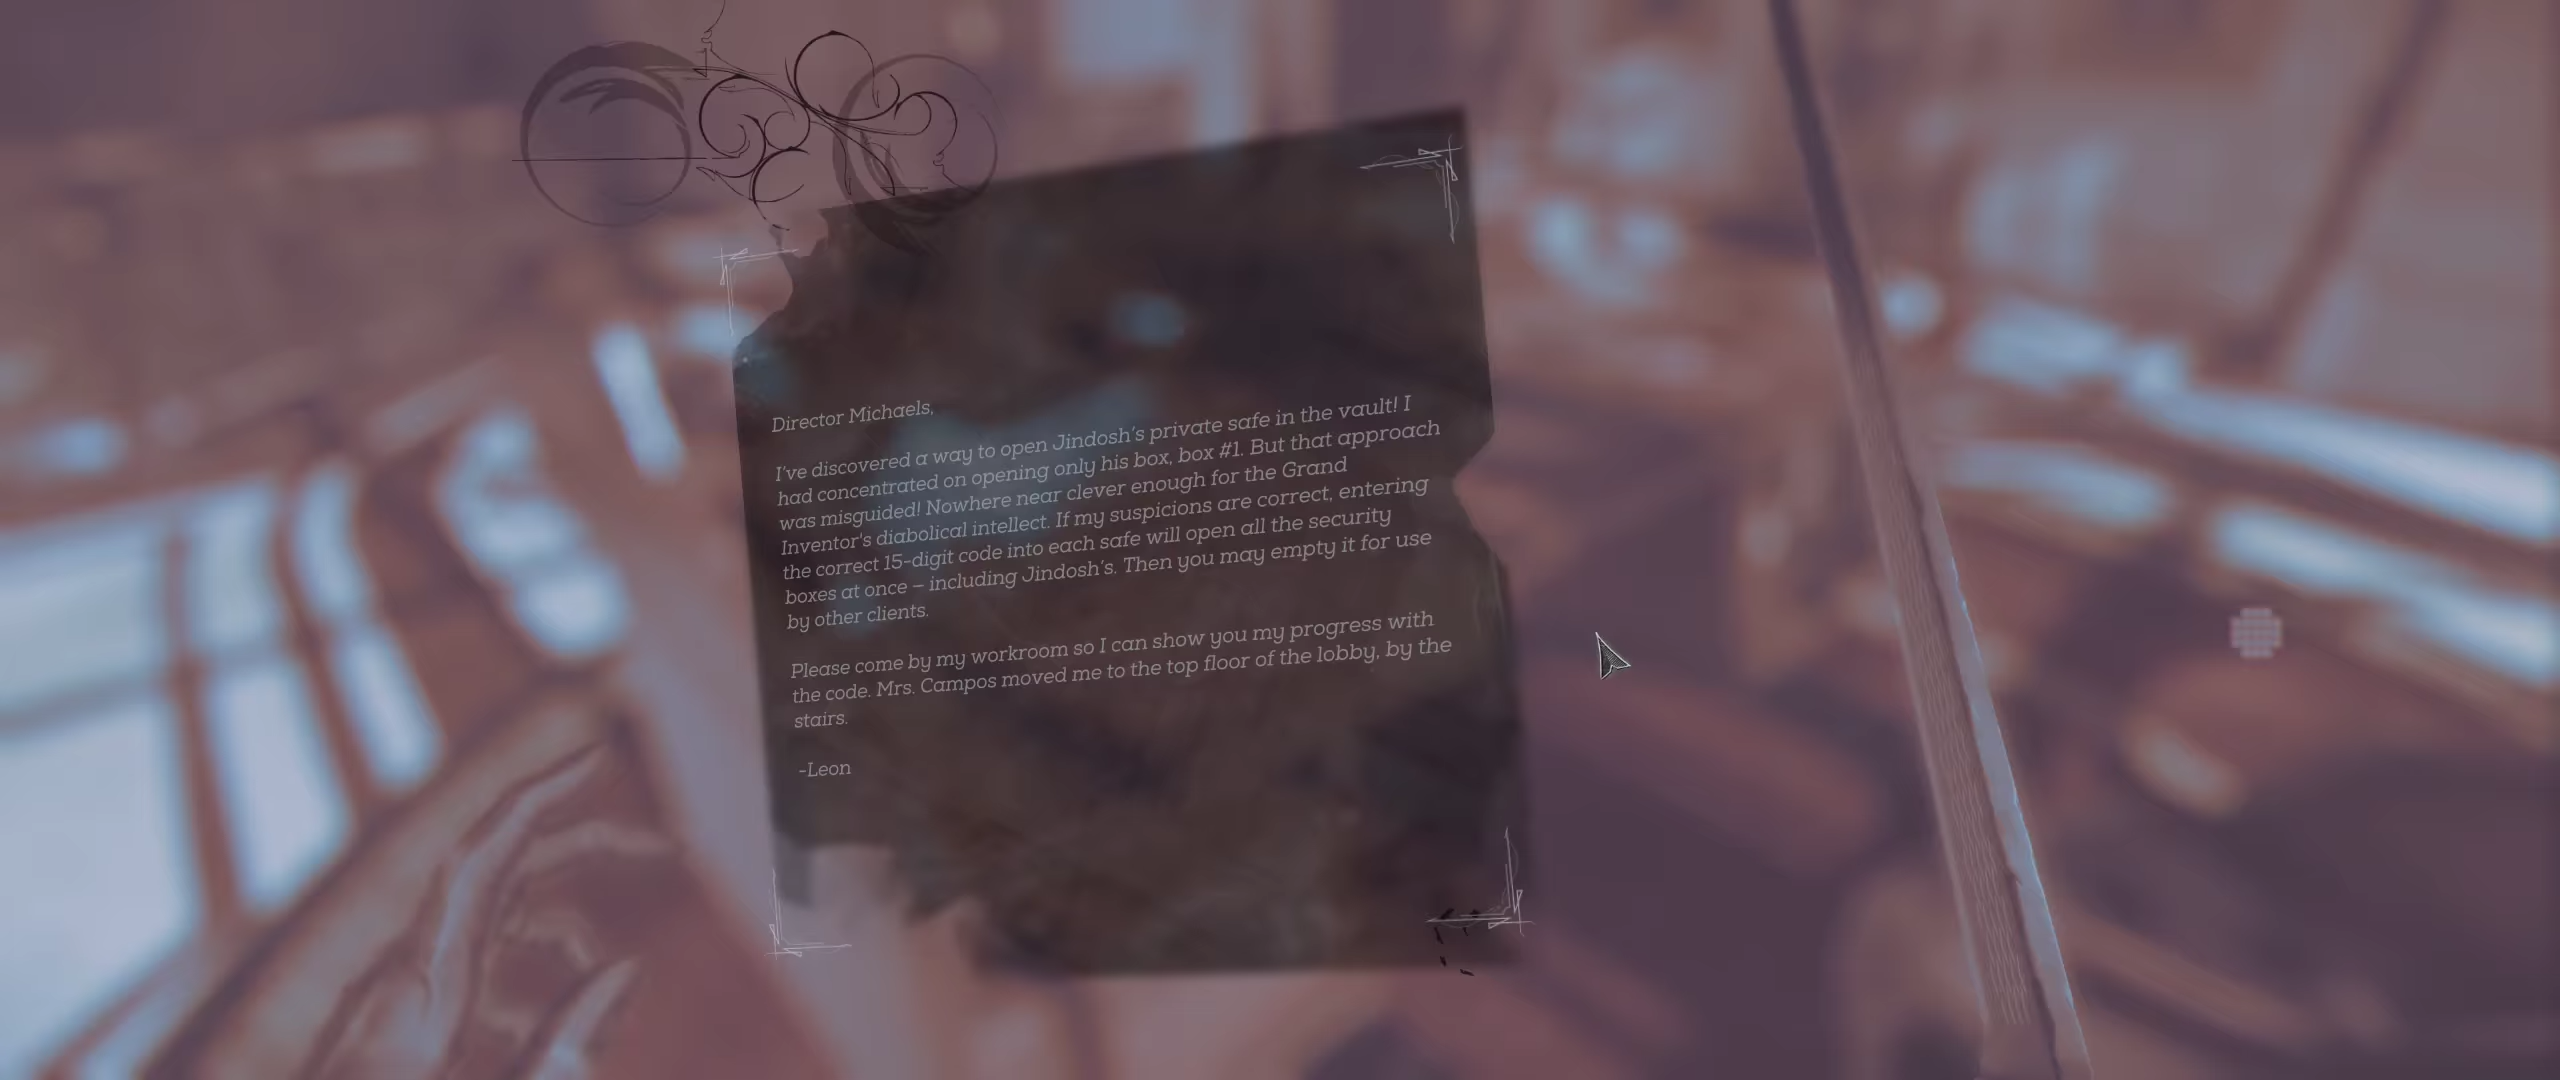 Director Michaels,
I've discovered a way to open Jindosh's private safe in the vault! I
had concentrated on opening only his box, box #1. But that approach
was misguided! Nowhere near clever enough for the Grand
Inventor's diabolical intellect. If my suspicions are correct, entering
the correct 15-digit code into each safe will open all the security
boxes at once – including Jindosh's. Then you may empty it for use
by other clients.
Please come by my workroom so I can show you my progress with
the code. Mrs. Campos moved me to the top floor of the lobby, by the
stairs.
-Leon